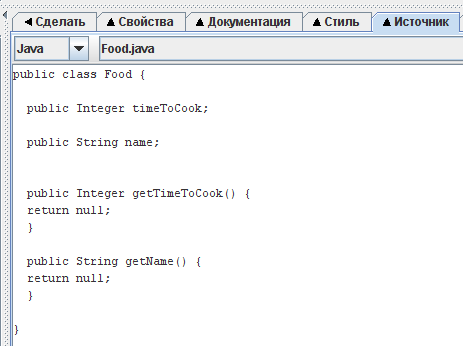 Сделать Свойства Документация Стиль Источник
Java Food.java
public class Food {
public Integer timeToCook;
public String name;
public Integer getTimeToCook() {
return null;
}
public String getName() {
return null;
}
}